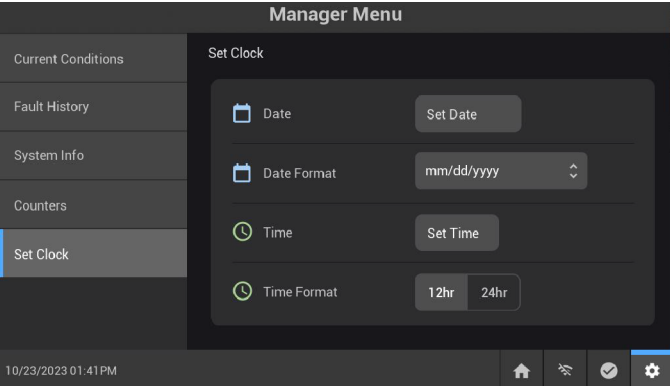 Manager Menu
Current Conditions
Fault History
System Info
Counters
Set Clock
Set Clock
Date
Set Date
Date Format
mm/dd/yyyy
Time
Set Time
Time Format
12hr 24hr
10/23/2023 01:41PM